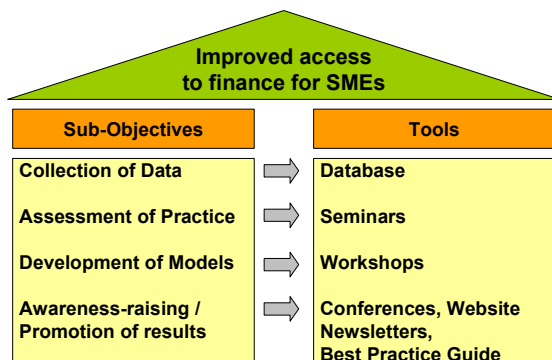 Improved access
to finance for SMEs
Sub-Objectives
Tools
Collection of Data
Database
Assessment of Practice
Seminars
Development of Models
Workshops
Awareness-raising /
Promotion of results
Conferences, Website
Newsletters,
Best Practice Guide